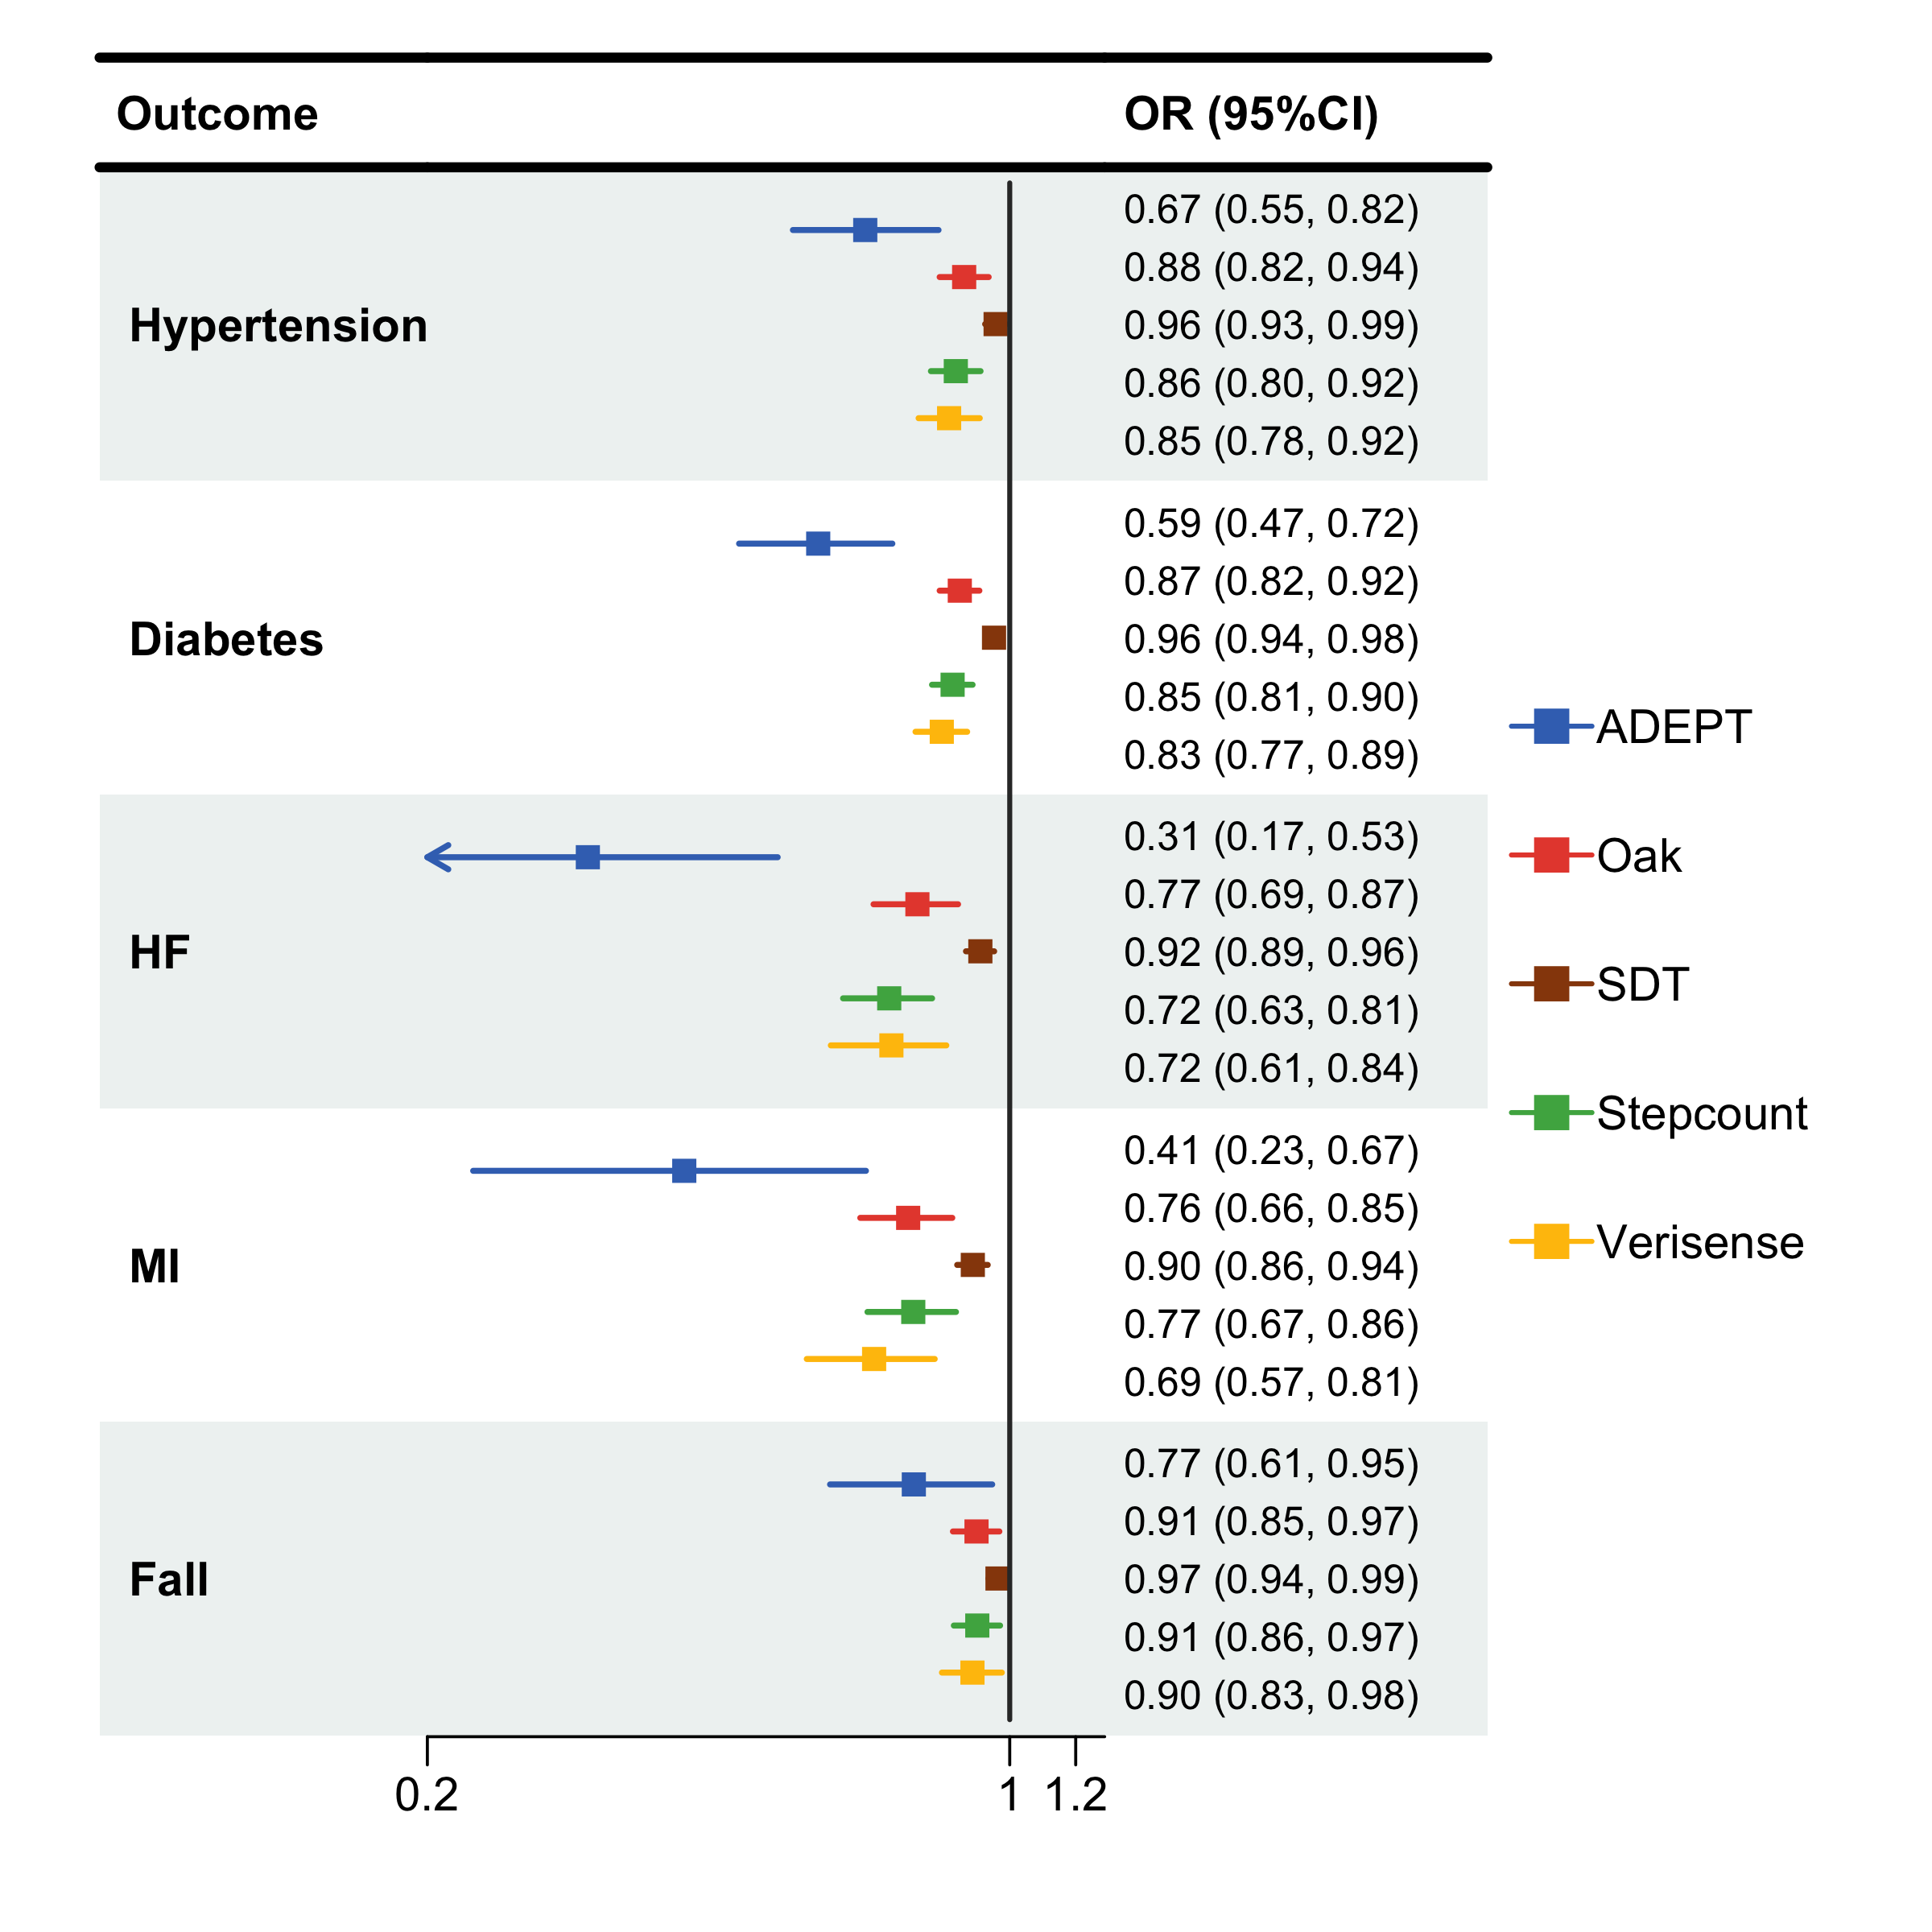 Outcome OR (95%CI)
Hypertension
0.67 (0.55, 0.82)
0.88 (0.82, 0.94)
0.96 (0.93, 0.99)
0.86 (0.80, 0.92)
0.85 (0.78, 0.92)
Diabetes
0.59 (0.47, 0.72)
0.87 (0.82, 0.92)
0.96 (0.94, 0.98)
0.85 (0.81, 0.90)
0.83 (0.77, 0.89)
HF
0.31 (0.17, 0.53)
0.77 (0.69, 0.87)
0.92 (0.89, 0.96)
0.72 (0.63, 0.81)
0.72 (0.61, 0.84)
MI
0.41 (0.23, 0.67)
0.76 (0.66, 0.85)
0.90 (0.86, 0.94)
0.77 (0.67, 0.86)
0.69 (0.57, 0.81)
Fall
0.77 (0.61, 0.95)
0.91 (0.85, 0.97)
0.97 (0.94, 0.99)
0.91 (0.86, 0.97)
0.90 (0.83, 0.98)
0.2 1 1.2
ADEPT
Oak
SDT
Stepcount
Verisense